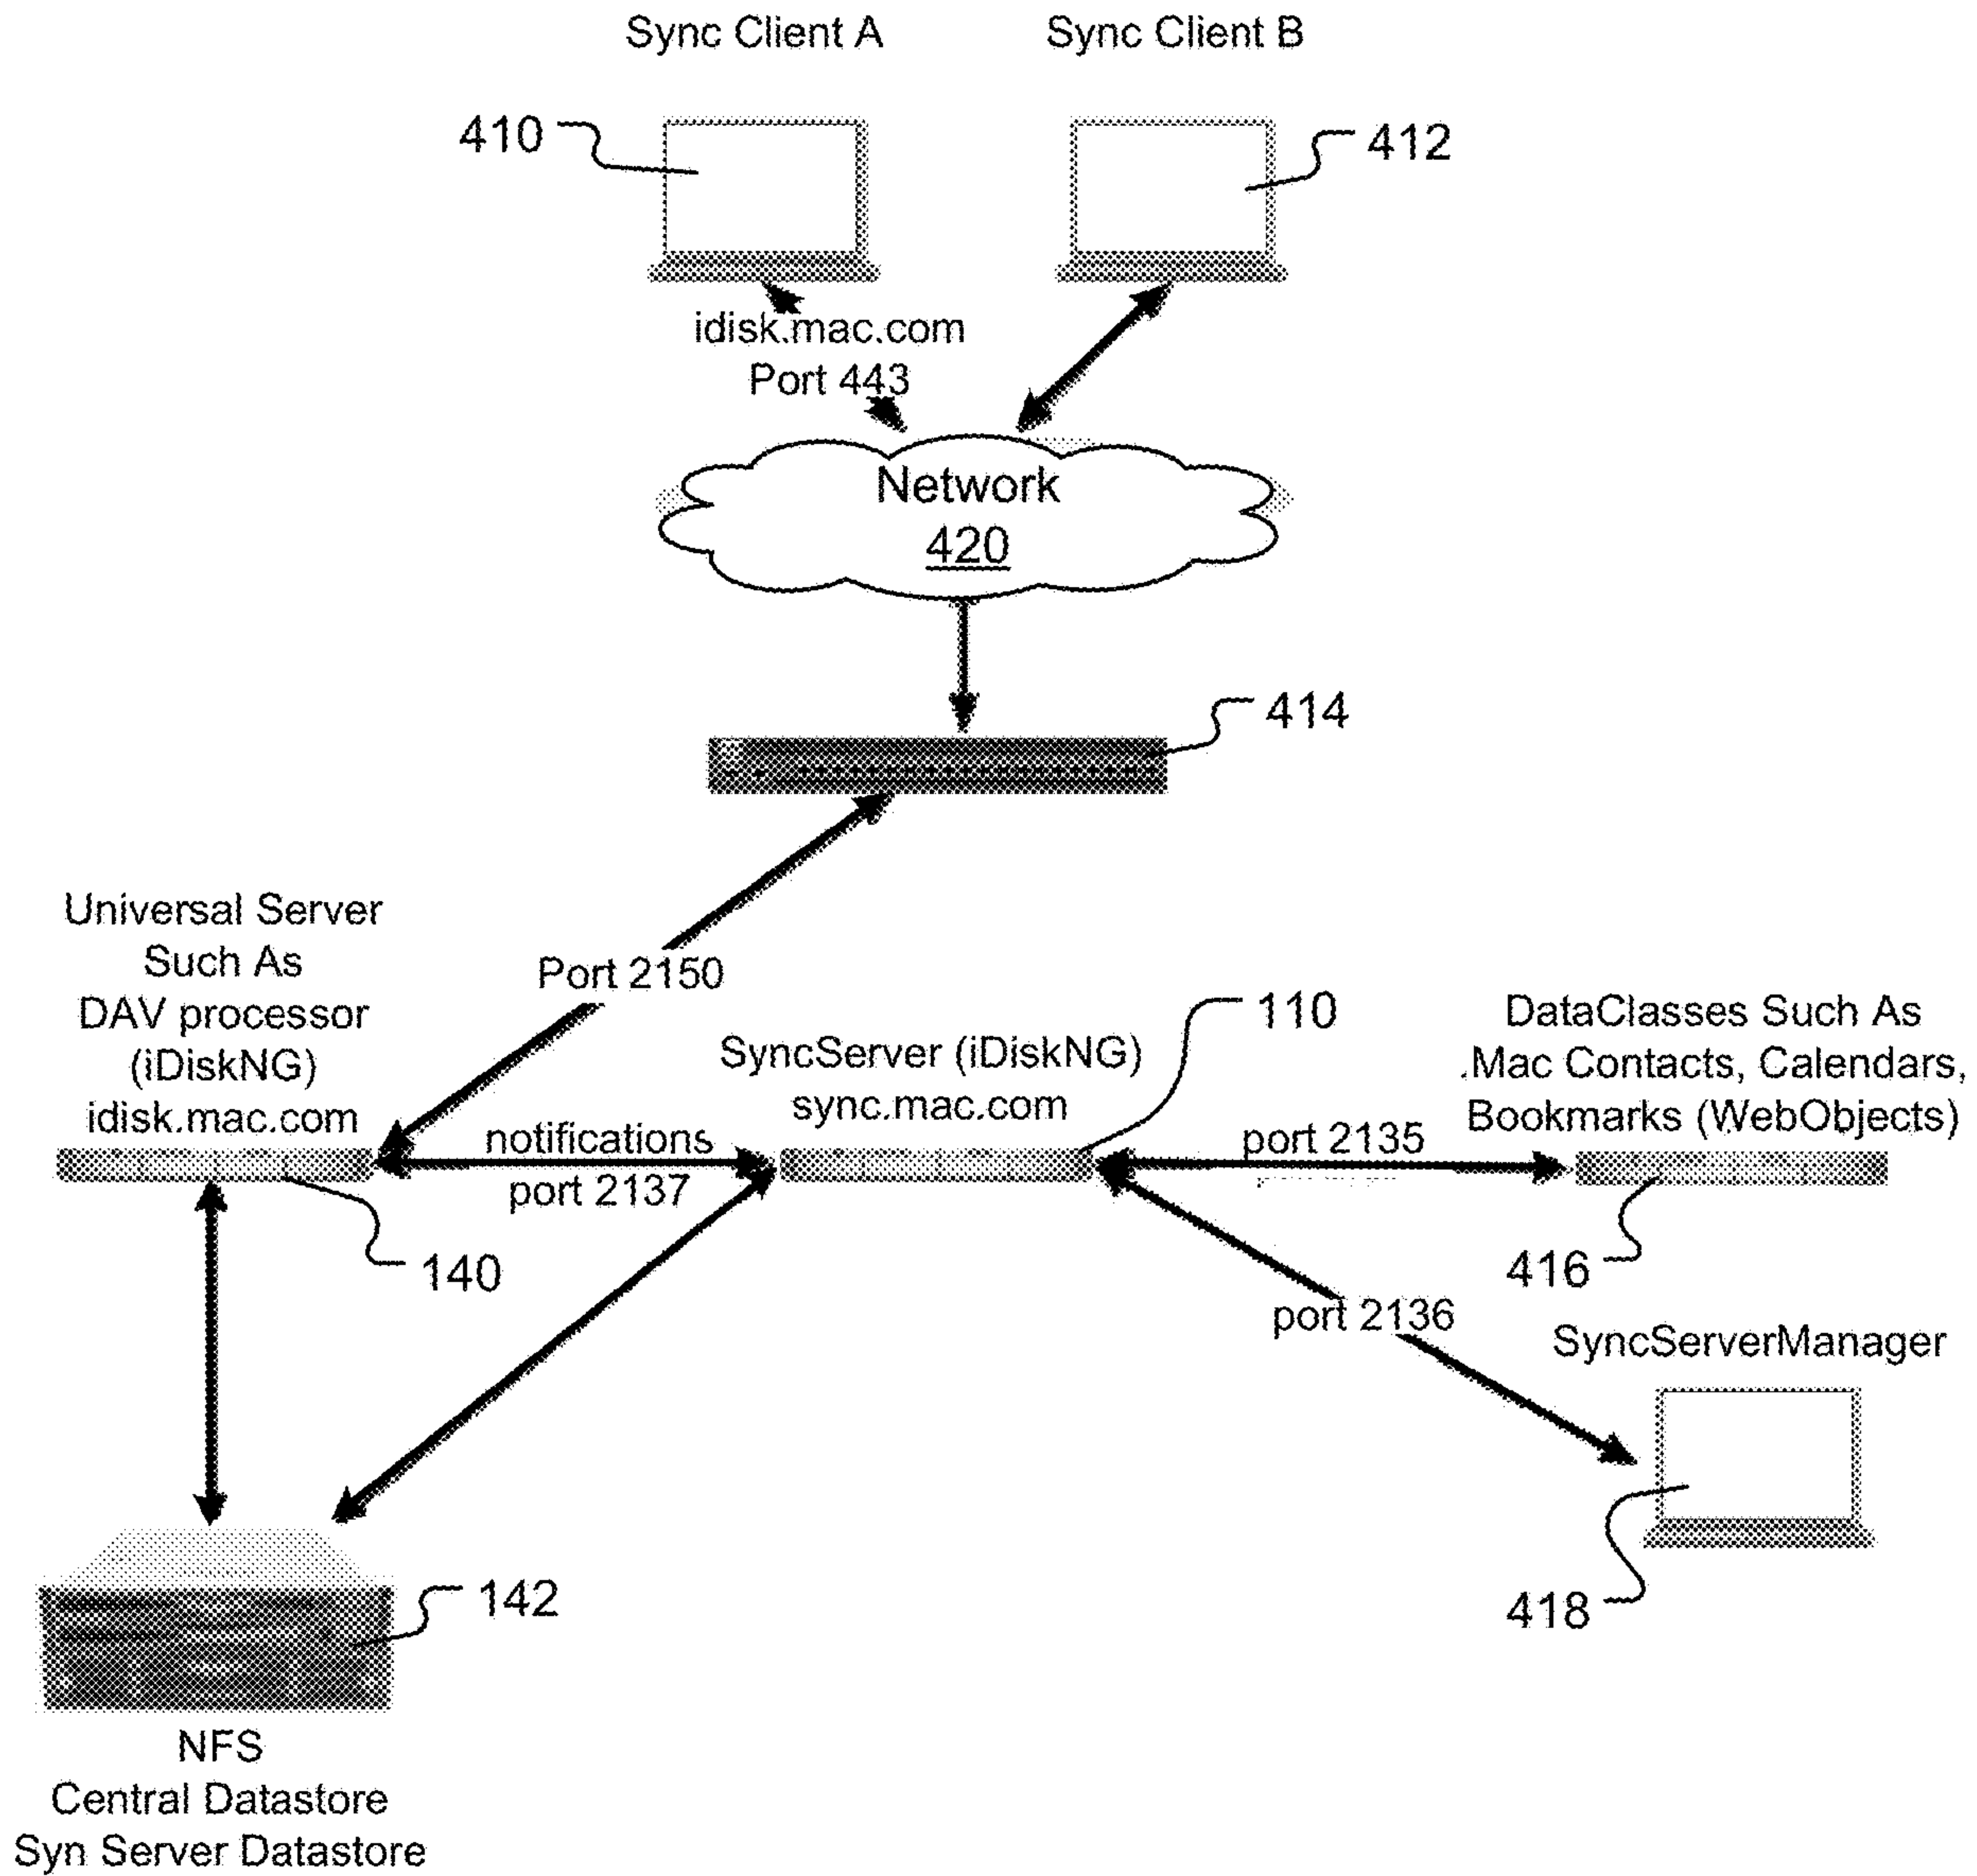 Sync Client A
Sync Client B
410
412
idisk.mac.com
Port 443
Network
420
414
Port 2150
Universal Server
Such As
DAV processor
(iDiskNG)
idisk.mac.com
SyncServer (iDiskNG)
sync.mac.com
110
DataClasses Such As
.Mac Contacts, Calendars,
Bookmarks (WebObjects)
notifications
port 2137
port 2135
140
416
port 2136
SyncServerManager
142
418
NFS
Central Datastore
Syn Server Datastore